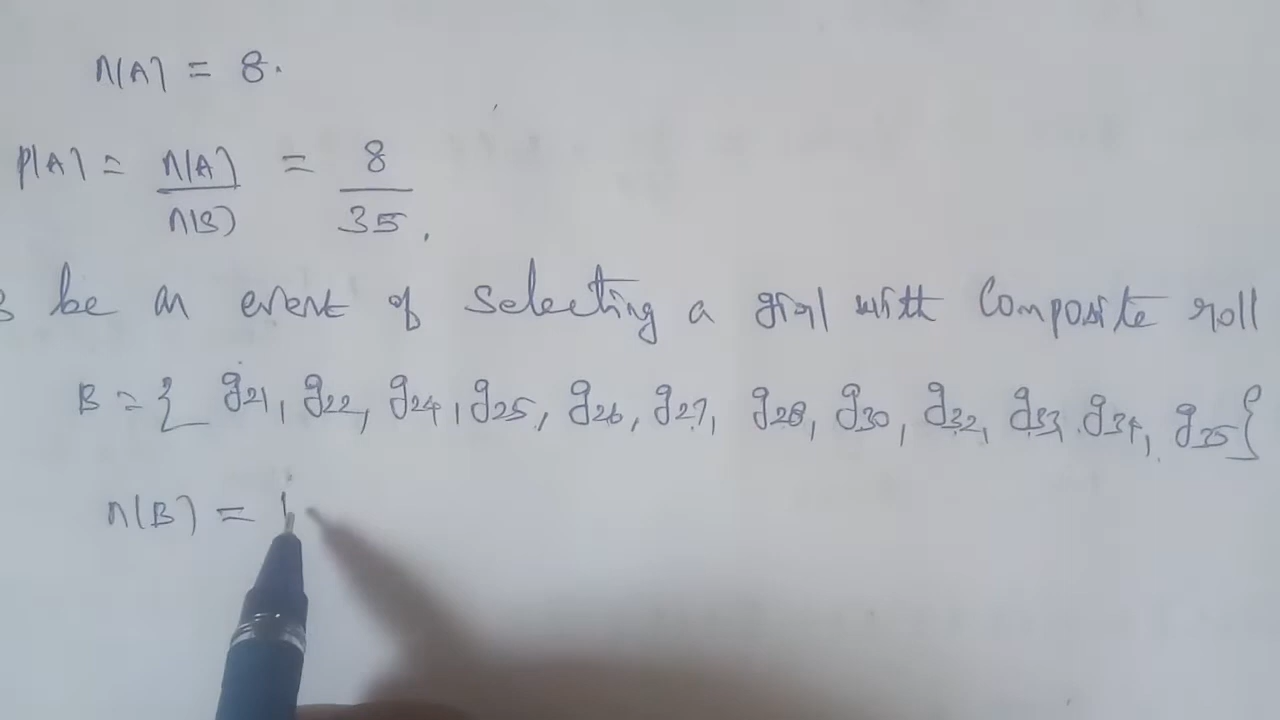 n(A) = 8.
P(A) = n(A) / n(S) = 8 / 35.
be an event of selecting a girl with composite roll
B = { g21, g22, g24, g25, g26, g27, g28, g30, g32, g33, g34, g35}
n(B) = 1